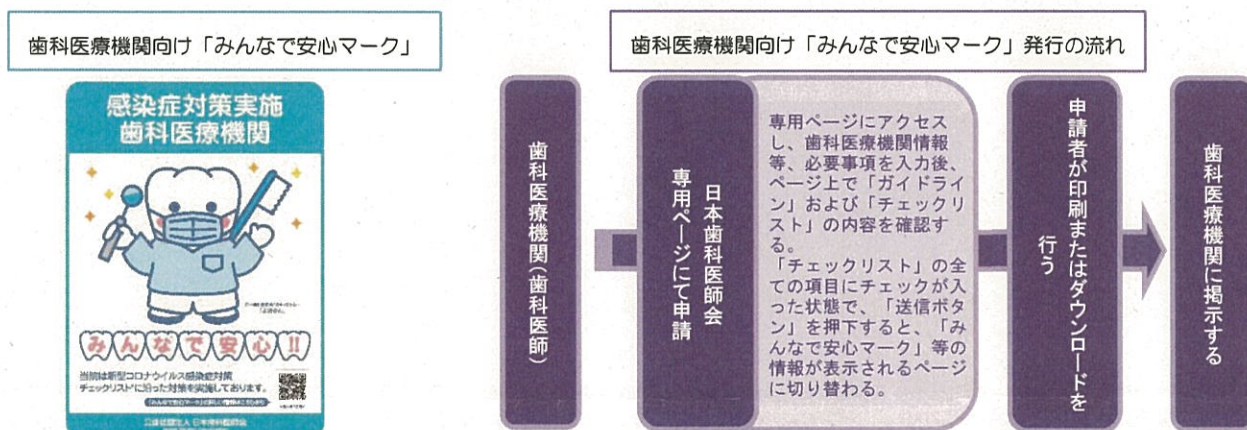 歯科医療機関向け「みんなで安心マーク」
感染症対策実施
歯科医療機関
みんなで安心!!
当院は新型コロナウイルス感染症対策
チェックリストに沿った対策を実施しております。
公益社団法人 日本歯科医師会
歯科医療機関向け「みんなで安心マーク」発行の流れ
歯科医療機関(歯科医師)
日本歯科医師会
専用ページにて申請
専用ページにアクセス
し、歯科医療機関情報
等、必要事項を入力後、
ページ上で「ガイドライ
ン」および「チェックリ
スト」の内容を確認す
る。
「チェックリスト」の全
ての項目にチェックが入
った状態で、「送信ボタ
ン」を押下すると、「み
んなで安心マーク」等の
情報が表示されるページ
に切り替わる。
申請者が印刷またはダウンロードを
行う
歯科医療機関に掲示する